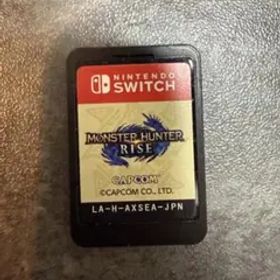 NINTENDO
SWITCH
MONSTER HUNTER
RISE
CAPCOM
©CAPCOM CO., LTD.
LA-H-AXSEA-JPN